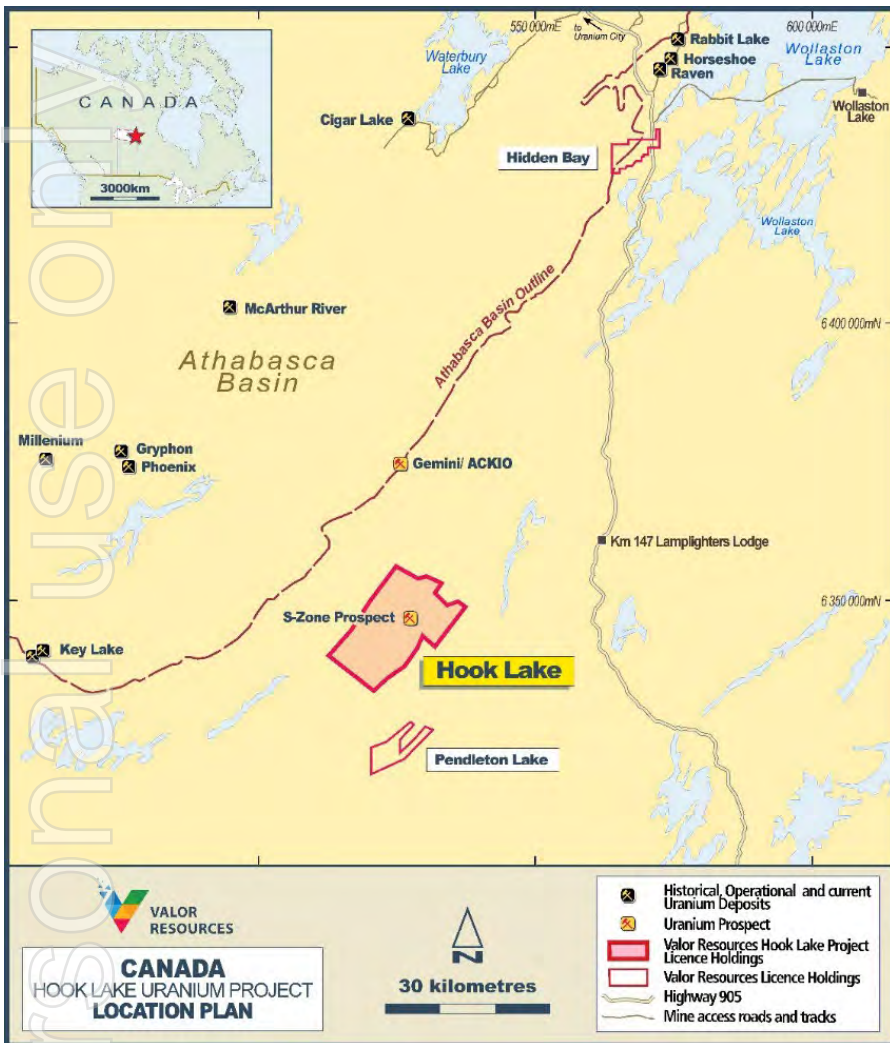 550 000mE
to
Uranium City
600 000mE
Rabbit Lake
Horseshoe
Raven
Wollaston
Lake
Waterbury
Lake
CANADA
3000km
Cigar Lake
Wollaston
Lake
Hidden Bay
Wollaston
Lake
Athabasca Basin Outline
McArthur River
6 400 000mN
Athabasca
Basin
Millenium
Gryphon
Phoenix
Gemini/ ACKIO
Km 147 Lamplighters Lodge
6 350 000mN
S-Zone Prospect
Key Lake
Hook Lake
Pendleton Lake
rsonal use only
VALOR
RESOURCES
CANADA
HOOK LAKE URANIUM PROJECT
LOCATION PLAN
N
30 kilometres
Historical, Operational and current
Uranium Deposits
Uranium Prospect
Valor Resources Hook Lake Project
Licence Holdings
Valor Resources Licence Holdings
Highway 905
Mine access roads and tracks